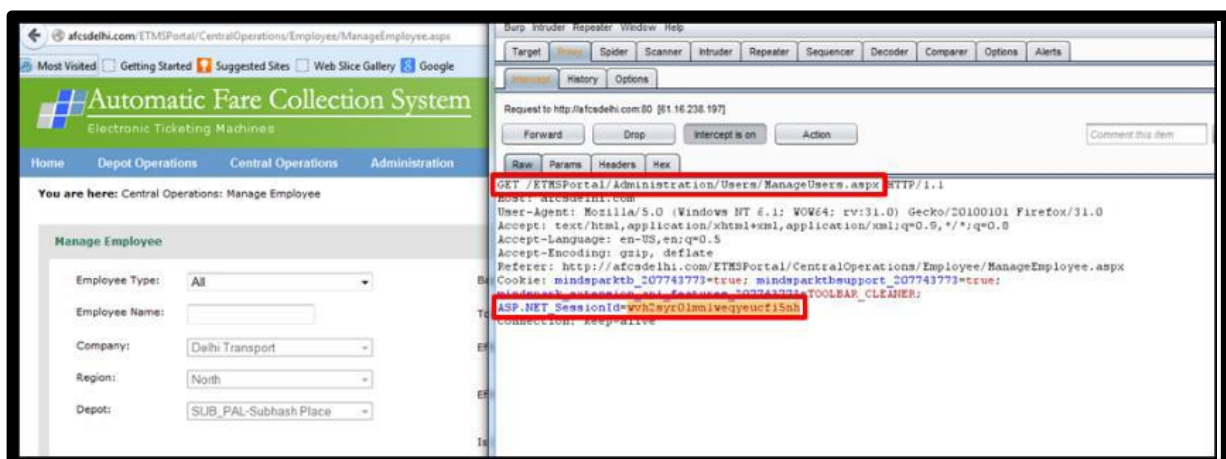 afcsdelhi.com/ETMSPortal/CentralOperations/Employee/ManageEmployee.aspx
Most Visited Getting Started Suggested Sites Web Slice Gallery Google
Automatic Fare Collection System
Electronic Ticketing Machines
Home Depot Operations Central Operations Administration
You are here: Central Operations: Manage Employee
Manage Employee
Employee Type: All
Employee Name:
Company: Delhi Transport
Region: North
Depot: SUB_PAL-Subhash Place
Burp Intruder Repeater Window Help
Target Proxy Spider Scanner Intruder Repeater Sequencer Decoder Comparer Options Alerts
Intercept History Options
Request to http://afcsdelhi.com:80 [61.16.238.197]
Forward Drop Intercept is on Action Comment this item
Raw Params Headers Hex
GET /ETMSPortal/Administration/Users/ManageUsers.aspx HTTP/1.1
Host: afcsdelhi.com
User-Agent: Mozilla/5.0 (Windows NT 6.1; WOW64; rv:31.0) Gecko/20100101 Firefox/31.0
Accept: text/html,application/xhtml+xml,application/xml;q=0.9,*/*;q=0.8
Accept-Language: en-US,en;q=0.5
Accept-Encoding: gzip, deflate
Referer: http://afcsdelhi.com/ETMSPortal/CentralOperations/Employee/ManageEmployee.aspx
Cookie: mindsparktb_207743773=true; mindsparktbsupport_207743773=true;
mindspark_extension_api_features_207743773=TOOLBAR_CLEANER;
ASP.NET_SessionId=
Connection: keep-alive